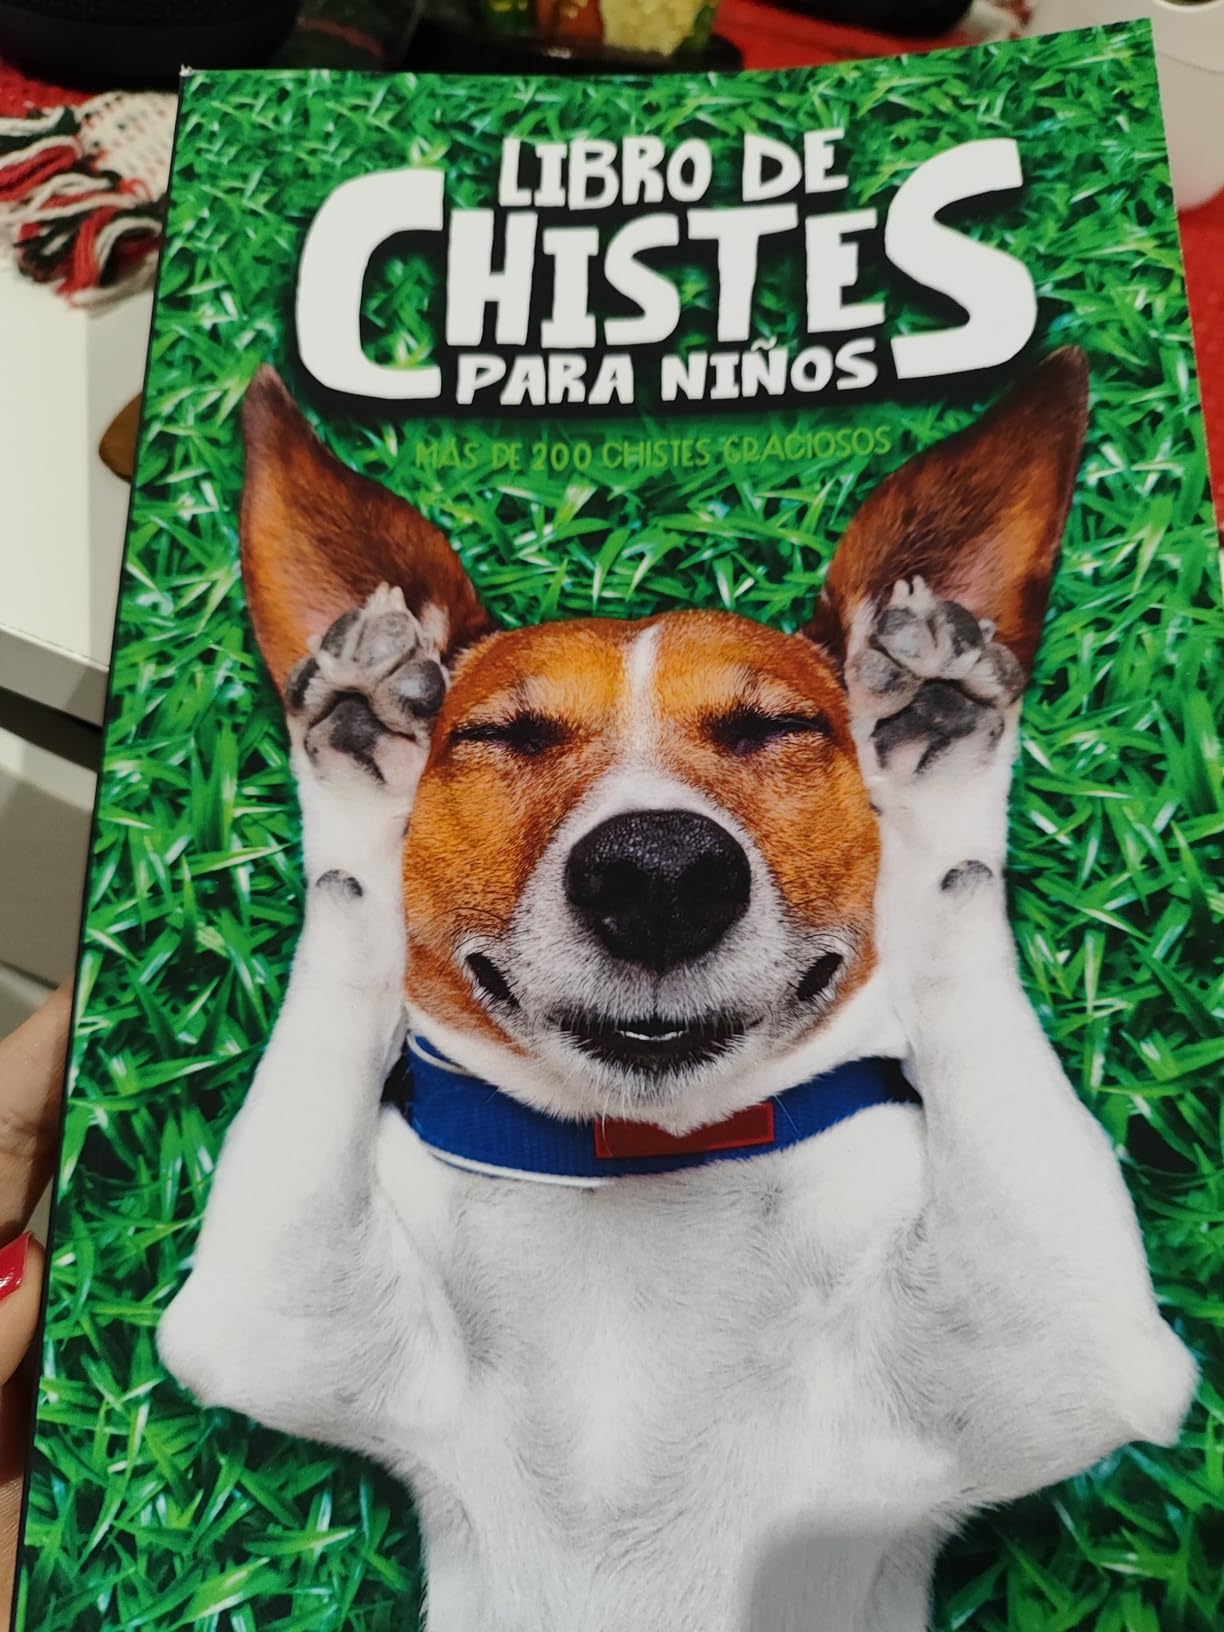 LIBRO DE
CHISTES
PARA NIÑOS
MÁS DE 200 CHISTES GRACIOSOS